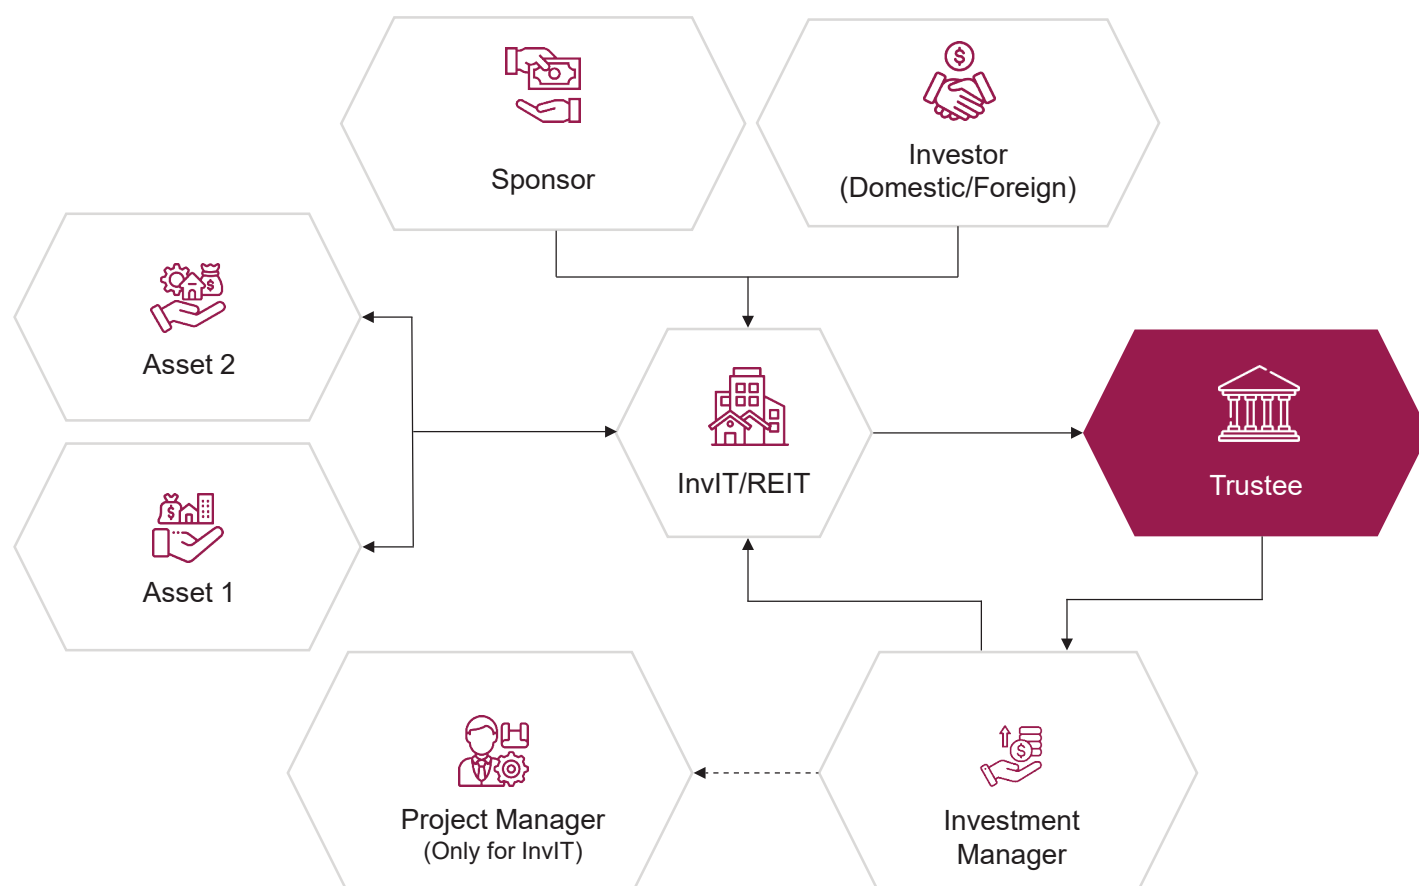 Sponsor
Investor
(Domestic/Foreign)
Asset 2
InvIT/REIT
Trustee
Asset 1
Project Manager
(Only for InvIT)
Investment
Manager